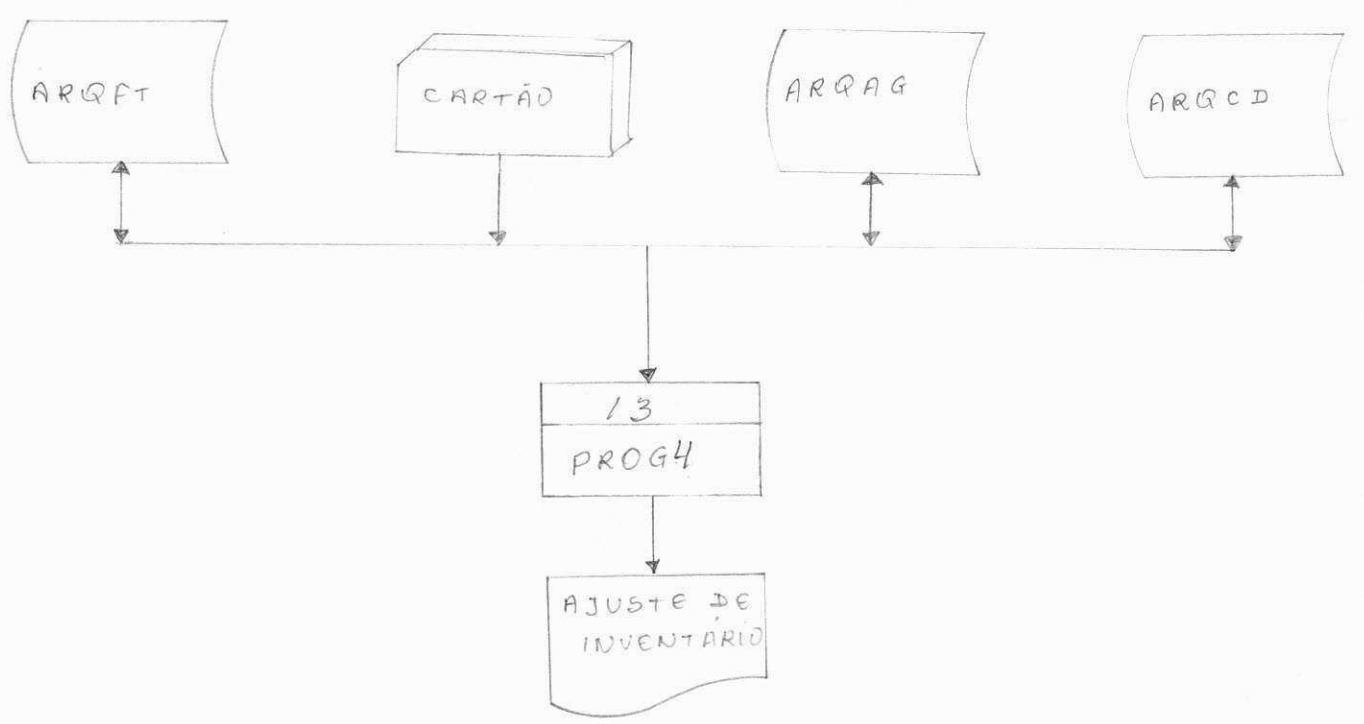 ARQFT
CARTÃO
ARQAG
ARQCD
13
PROG4
AJUSTE DE
INVENTÁRIO